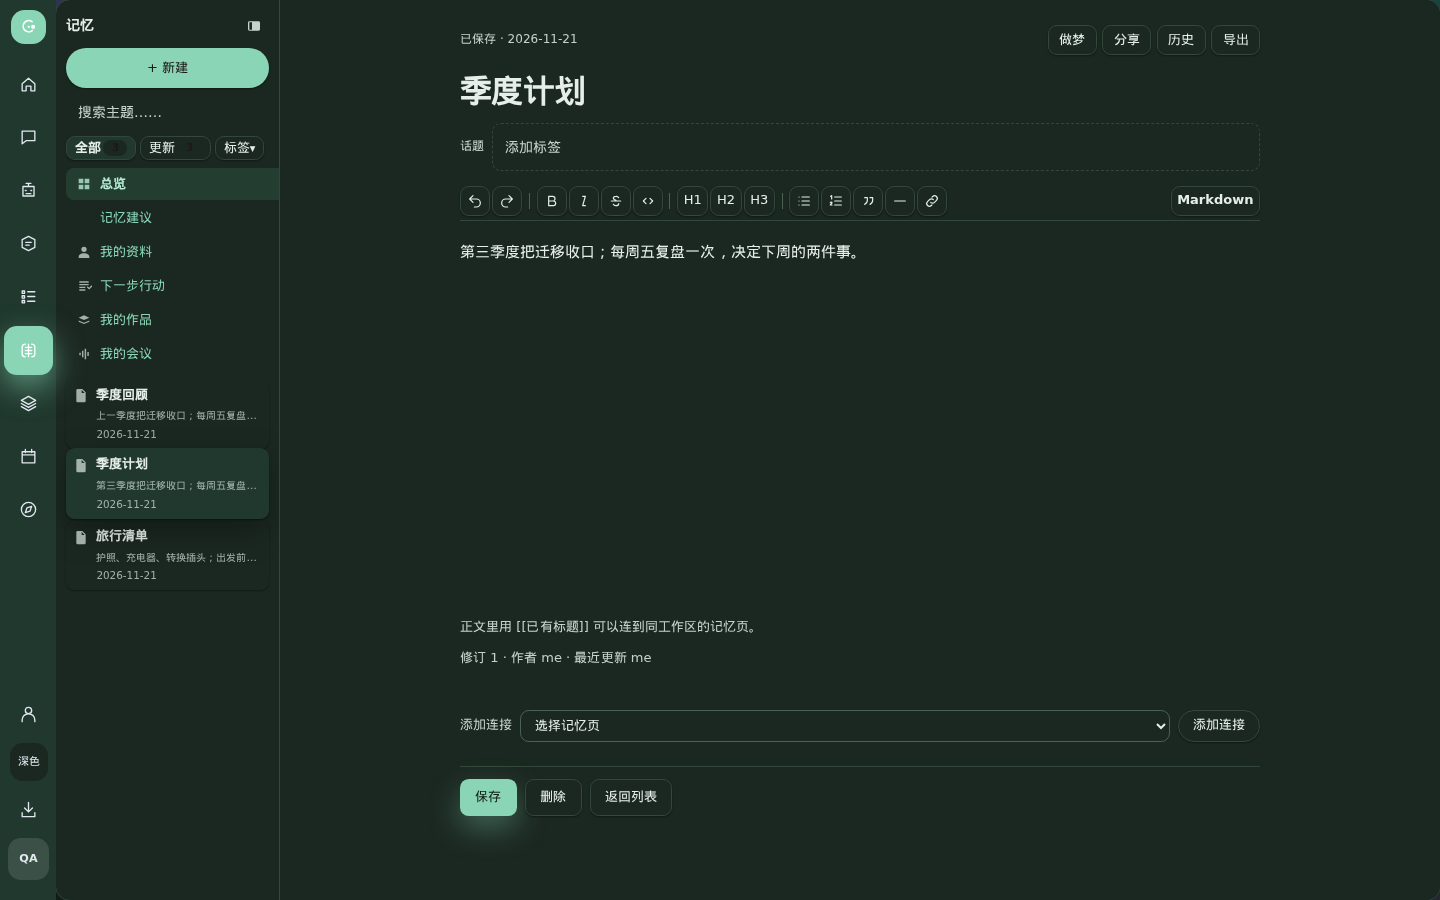 记忆
+ 新建
搜索主题......
全部
更新
标签▾
总览
记忆建议
我的资料
下一步行动
我的作品
我的会议
季度回顾
上一季度把迁移收口；每周五复盘...
2026-11-21
季度计划
第三季度把迁移收口；每周五复盘...
2026-11-21
旅行清单
护照、充电器、转换插头；出发前...
2026-11-21
深色
QA
已保存 · 2026-11-21
做梦 分享 历史 导出
季度计划
话题 添加标签
B I S H1 H2 H3 Markdown
第三季度把迁移收口；每周五复盘一次，决定下周的两件事。
正文里用 [[已有标题]] 可以连到同工作区的记忆页。
修订 1 · 作者 me · 最近更新 me
添加连接 选择记忆页 添加连接
保存 删除 返回列表